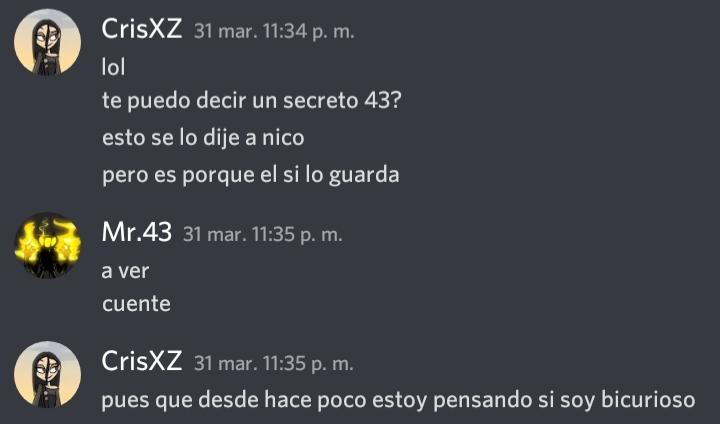 CrisXZ 31 mar. 11:34 p. m.
lol
te puedo decir un secreto 43?
esto se lo dije a nico
pero es porque el si lo guarda
Mr.43 31 mar. 11:35 p. m.
a ver
cuente
CrisXZ 31 mar. 11:35 p. m.
pues que desde hace poco estoy pensando si soy bicurioso